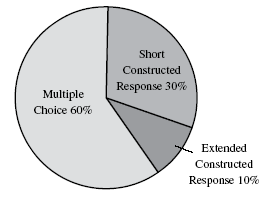 Short
Constructed
Response 30%
Multiple
Choice 60%
Extended
Constructed
Response 10%